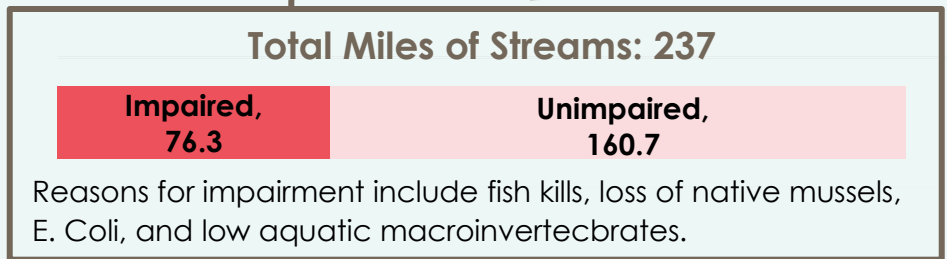 Total Miles of Streams: 237
Impaired,
76.3
Unimpaired,
160.7
Reasons for impairment include fish kills, loss of native mussels,
E. Coli, and low aquatic macroinvertecbrates.